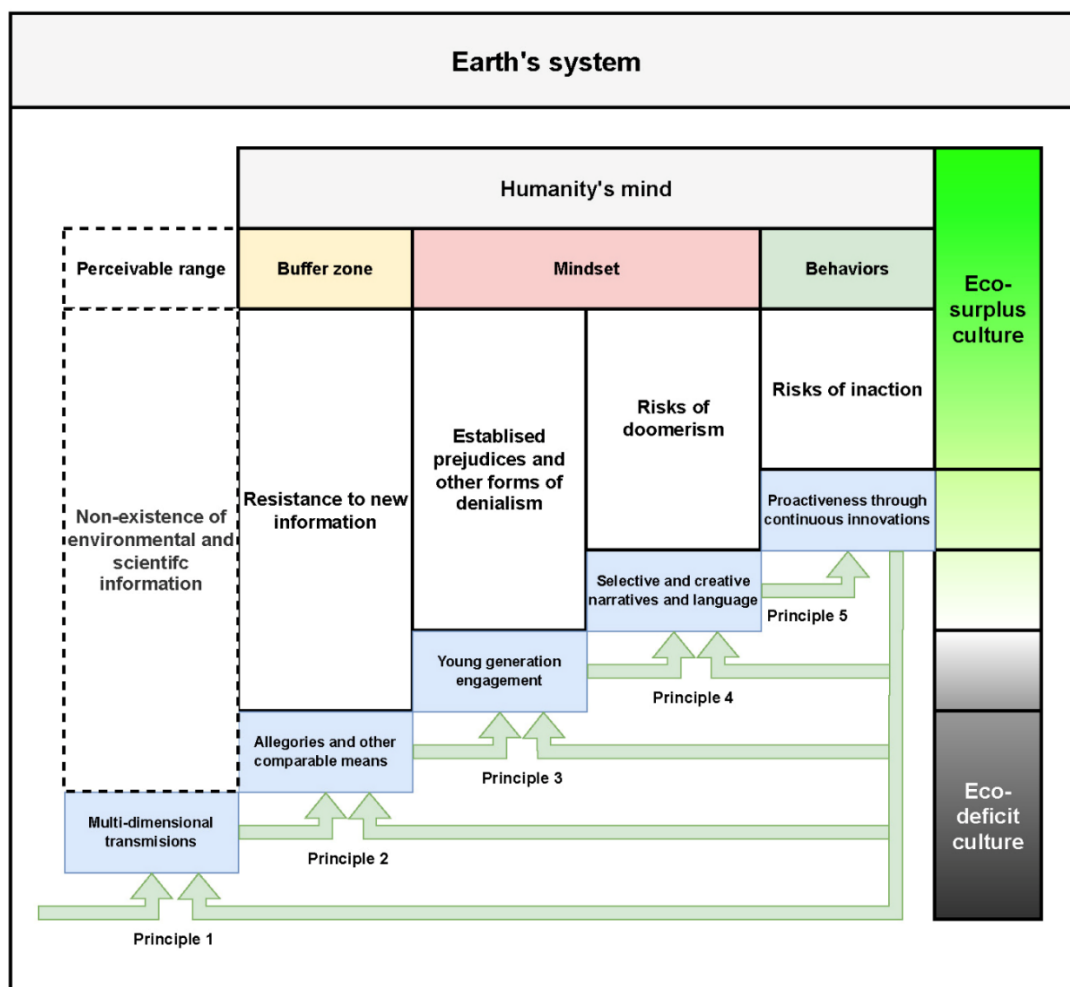 Earth's system
Humanity's mind
Perceivable range
Buffer zone
Mindset
Behaviors
Eco-
surplus
culture
Non-existence of
environmental and
scientifc
information
Resistance to new
information
Establised
prejudices and
other forms of
denialism
Risks of
doomerism
Risks of inaction
Proactiveness through
continuous innovations
Selective and creative
narratives and language
Principle 5
Young generation
engagement
Principle 4
Allegories and other
comparable means
Principle 3
Multi-dimensional
transmisions
Principle 2
Eco-
deficit
culture
Principle 1